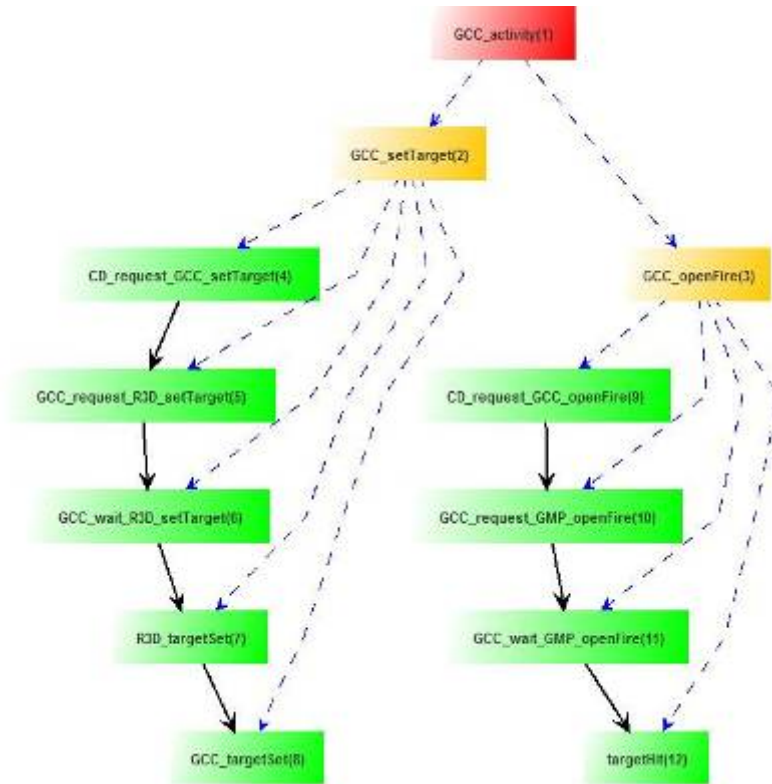 GCC_activity(1)
GCC_setTarget(2)
CD_request_GCC_setTarget(4)
GCC_openFire(3)
GCC_request_R3D_setTarget(5)
CD_request_GCC_openFire(9)
GCC_wait_R3D_setTarget(6)
GCC_request_GMP_openFire(10)
R3D_targetSet(7)
GCC_wait_GMP_openFire(11)
GCC_targetSet(8)
targetHit(12)